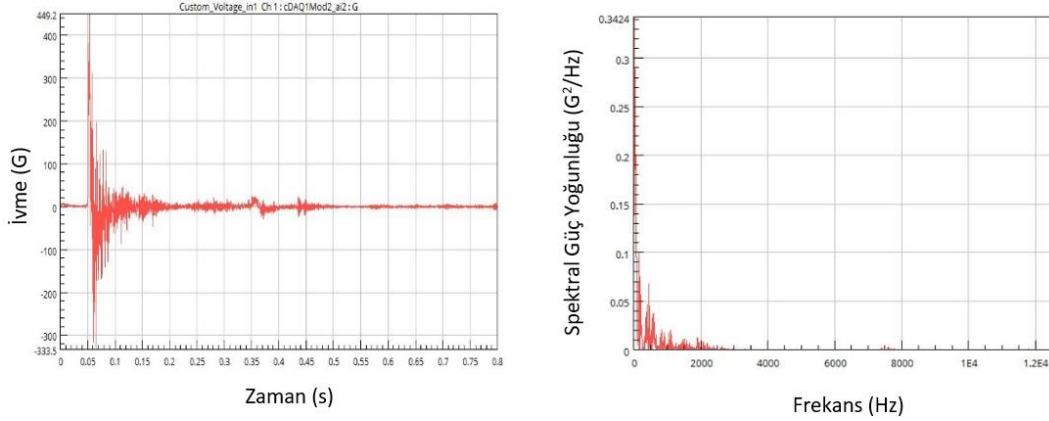 Custom_Voltage_in1 Ch 1 : cDAQ1Mod2_ai2 : G
449.2
400
300
200
100
0
-100
-200
-300
-333.5
0 0.05 0.1 0.15 0.2 0.25 0.3 0.35 0.4 0.45 0.5 0.55 0.6 0.65 0.7 0.75 0.8
İvme (G)
Zaman (s)
0.3424
0.3
0.25
0.2
0.15
0.1
0.05
0
0 2000 4000 6000 8000 1E4 1.2E4
Spektral Güç Yoğunluğu (G²/Hz)
Frekans (Hz)